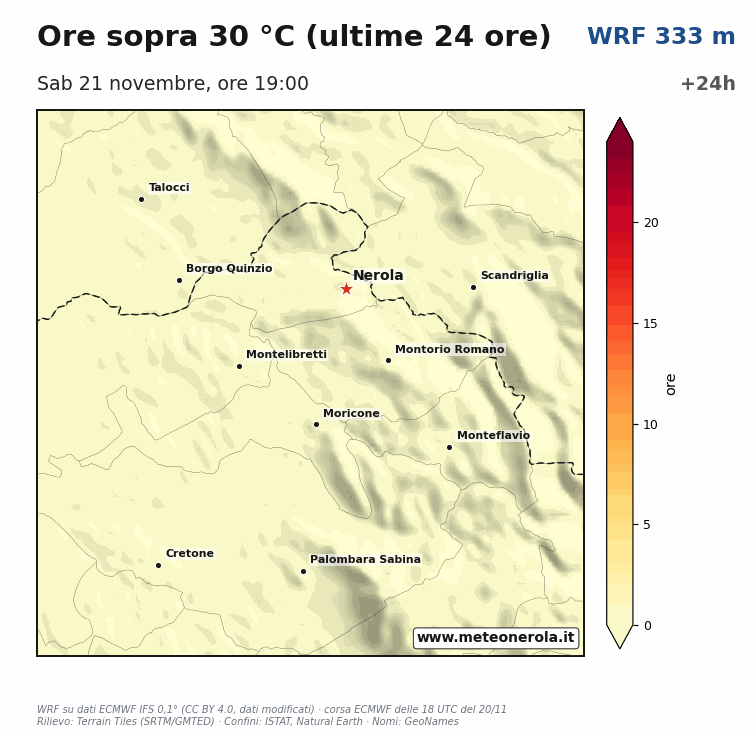 Ore sopra 30 °C (ultime 24 ore)
WRF 333 m
Sab 21 novembre, ore 19:00
+24h
Talocci
Borgo Quinzio
Nerola
Scandriglia
Montelibretti
Montorio Romano
Moricone
Monteflavio
Cretone
Palombara Sabina
www.meteonerola.it
20
15
10
5
0
ore
WRF su dati ECMWF IFS 0,1° (CC BY 4.0, dati modificati) · corsa ECMWF delle 18 UTC del 20/11
Rilievo: Terrain Tiles (SRTM/GMTED) · Confini: ISTAT, Natural Earth · Nomi: GeoNames